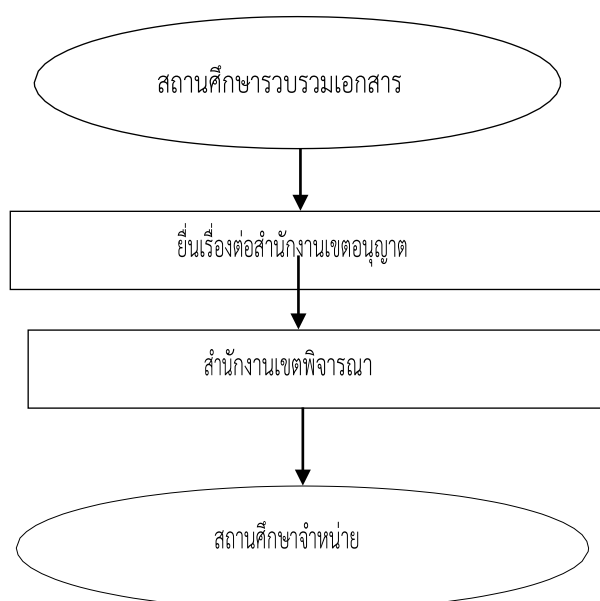 สถานศึกษารวบรวมเอกสาร
ยื่นเรื่องต่อสำนักงานเขตอนุญาต
สำนักงานเขตพิจารณา
สถานศึกษาจำหน่าย